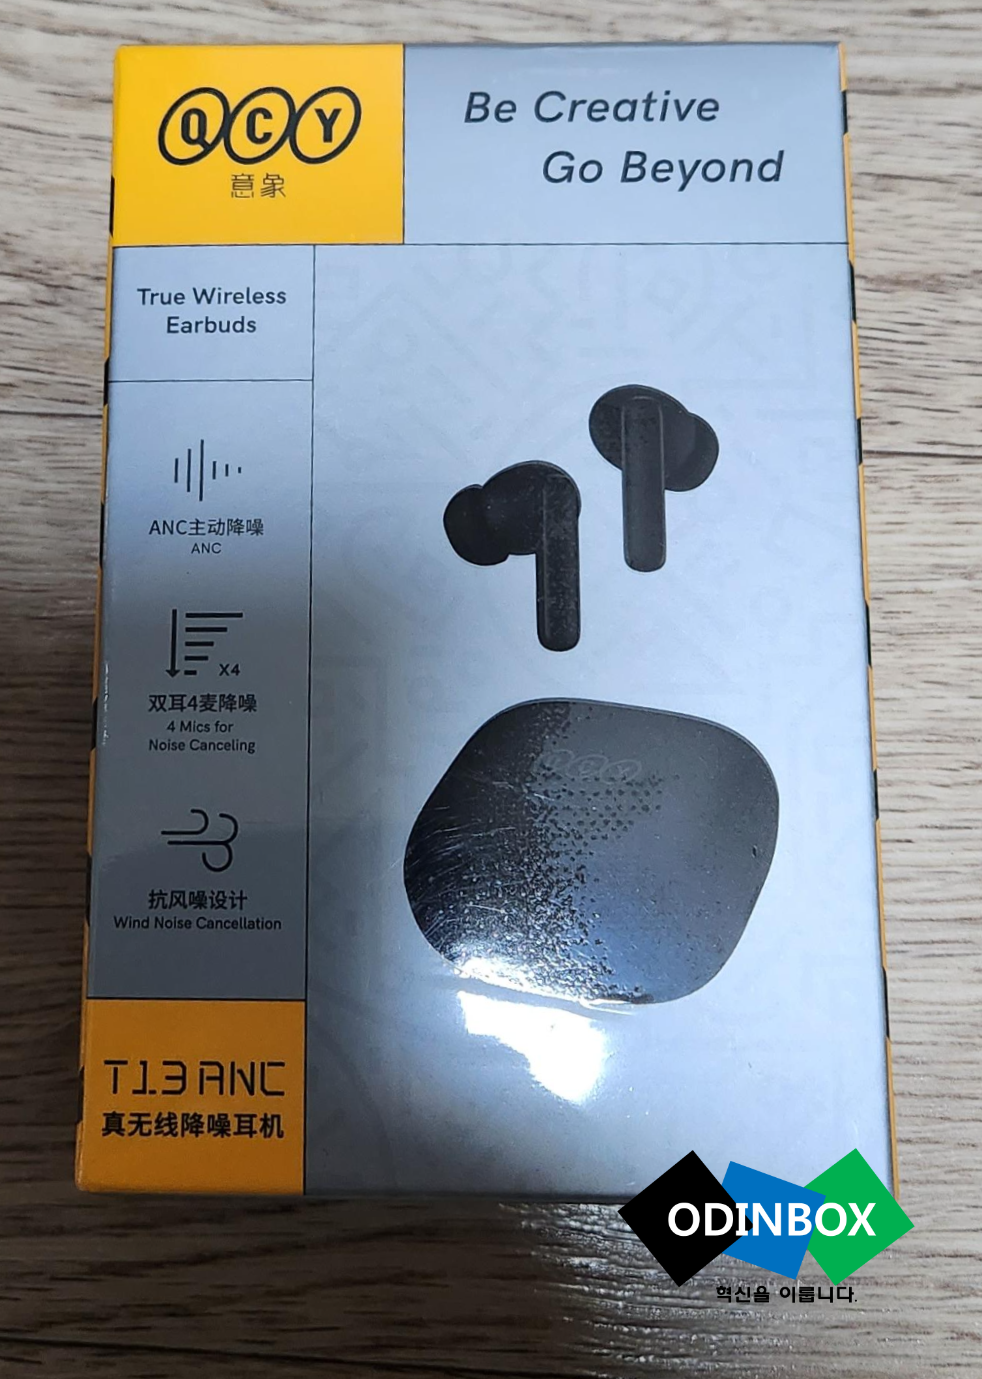 QCY
意象
Be Creative
Go Beyond
True Wireless
Earbuds
ANC主动降噪
ANC
X4
双耳4麦降噪
4 Mics for
Noise Canceling
抗风噪设计
Wind Noise Cancellation
QCY
T13 ANC
真无线降噪耳机
ODINBOX
혁신을 이룹니다.